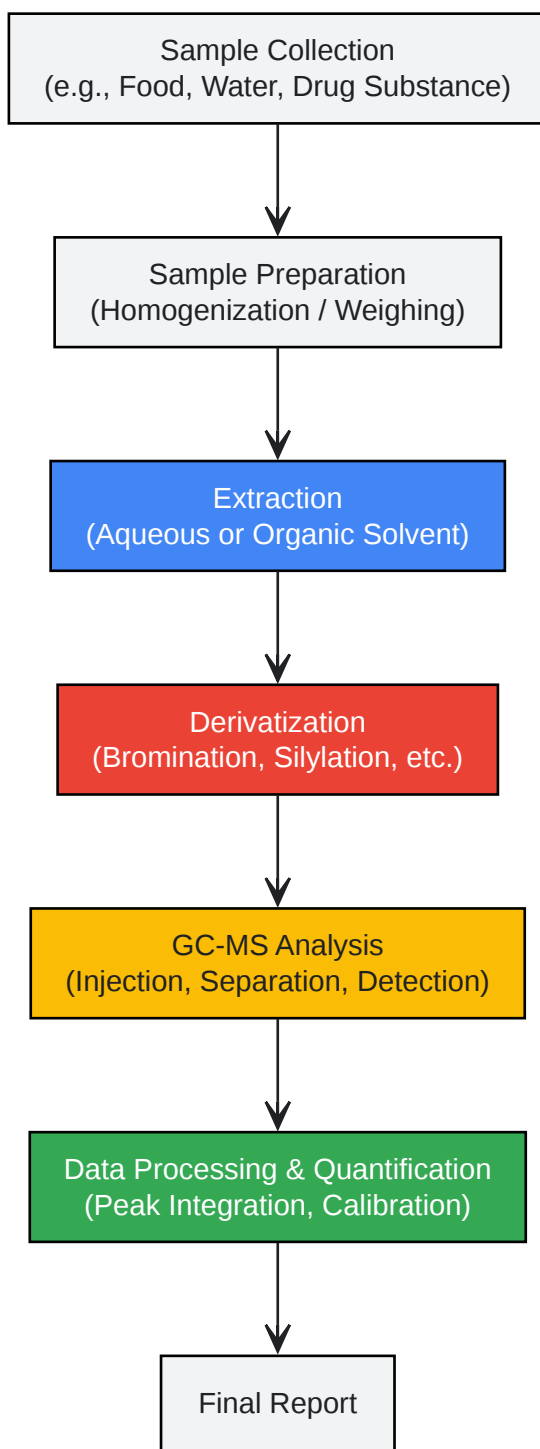 Sample Collection
(e.g., Food, Water, Drug Substance)
Sample Preparation
(Homogenization / Weighing)
Extraction
(Aqueous or Organic Solvent)
Derivatization
(Bromination, Silylation, etc.)
GC-MS Analysis
(Injection, Separation, Detection)
Data Processing & Quantification
(Peak Integration, Calibration)
Final Report